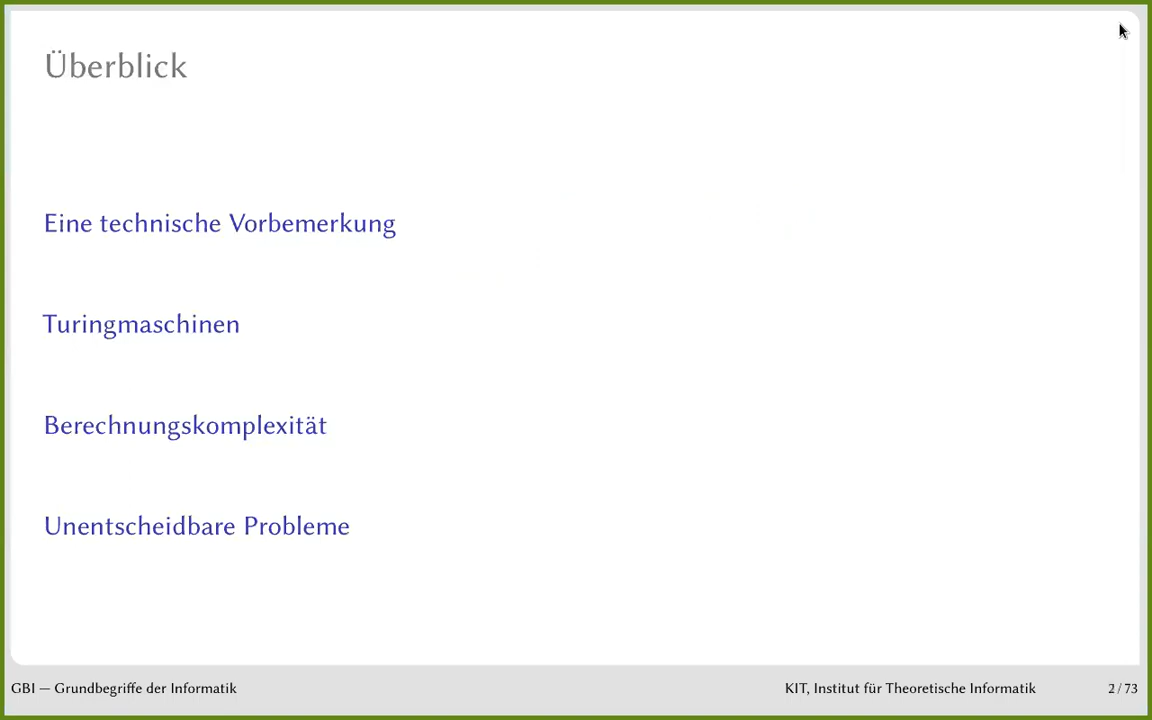 Überblick
Eine technische Vorbemerkung
Turingmaschinen
Berechnungskomplexität
Unentscheidbare Probleme
GBI — Grundbegriffe der Informatik
KIT, Institut für Theoretische Informatik
2 / 73